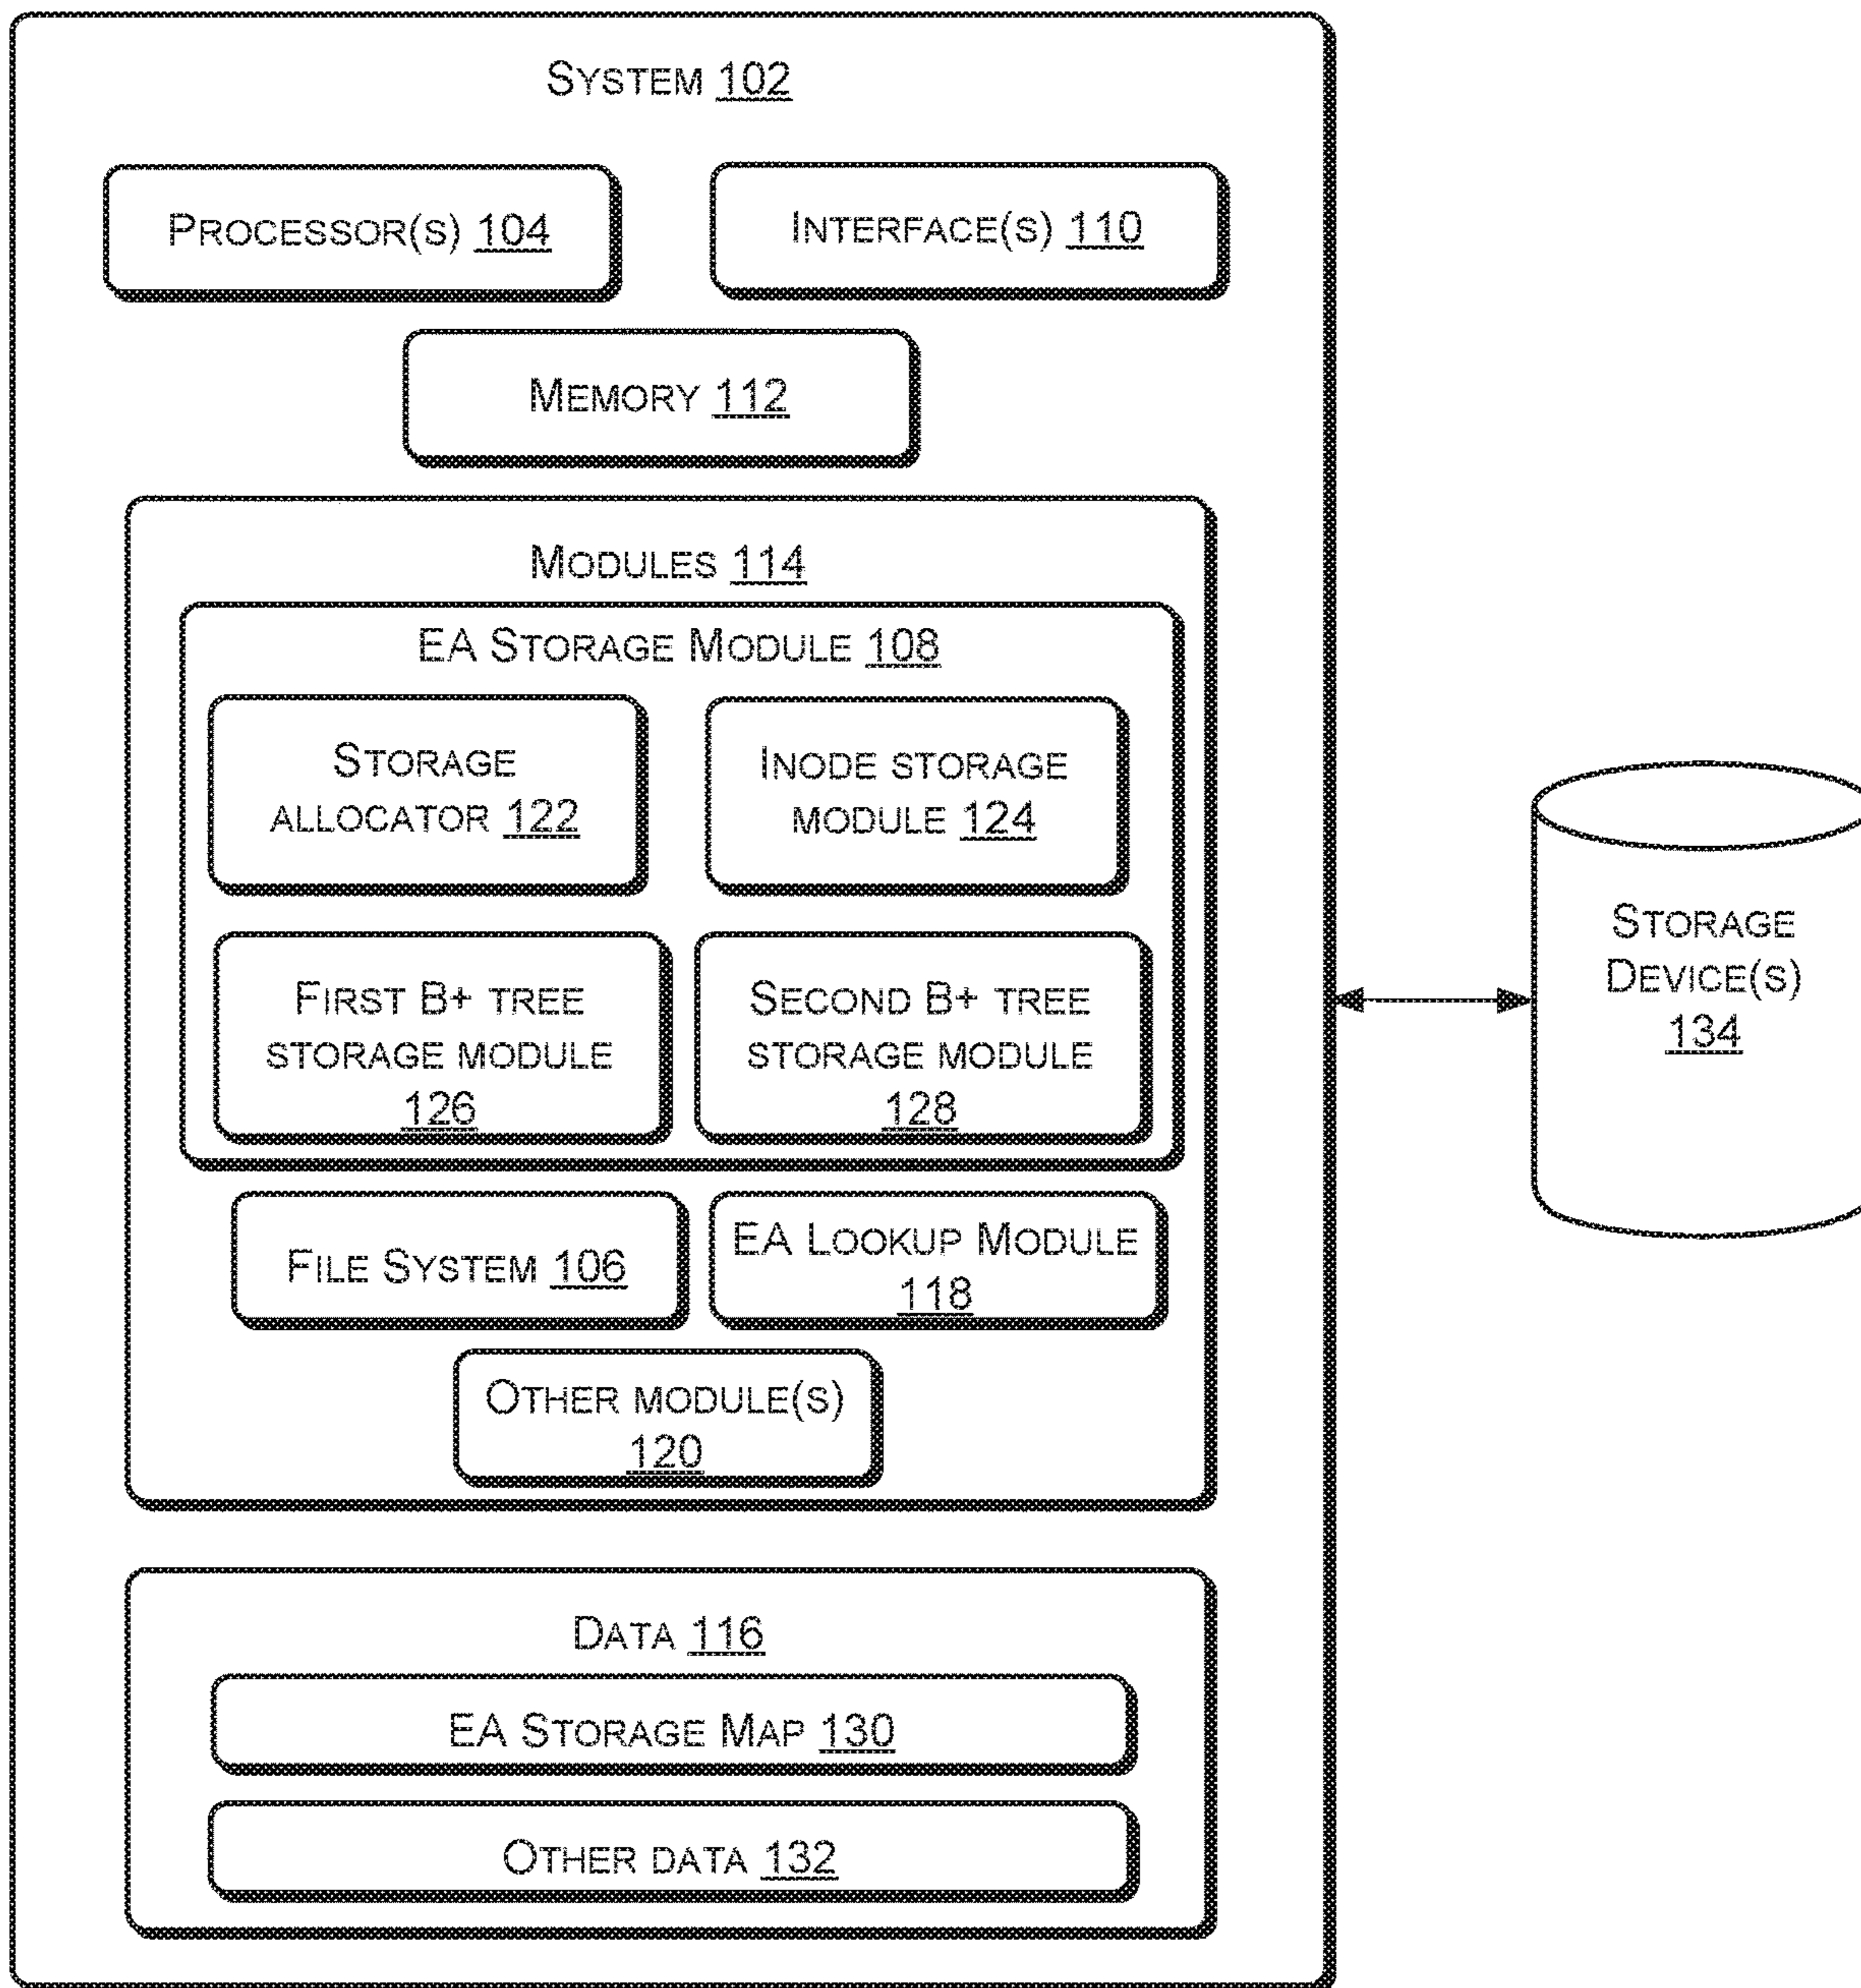 System 102
Processor(s) 104
Interface(s) 110
Memory 112
Modules 114
EA Storage Module 108
Storage
allocator 122
Inode storage
module 124
First B+ tree
storage module
126
Second B+ tree
storage module
128
File System 106
EA Lookup Module
118
Other module(s)
120
Data 116
EA Storage Map 130
Other data 132
Storage
Device(s)
134